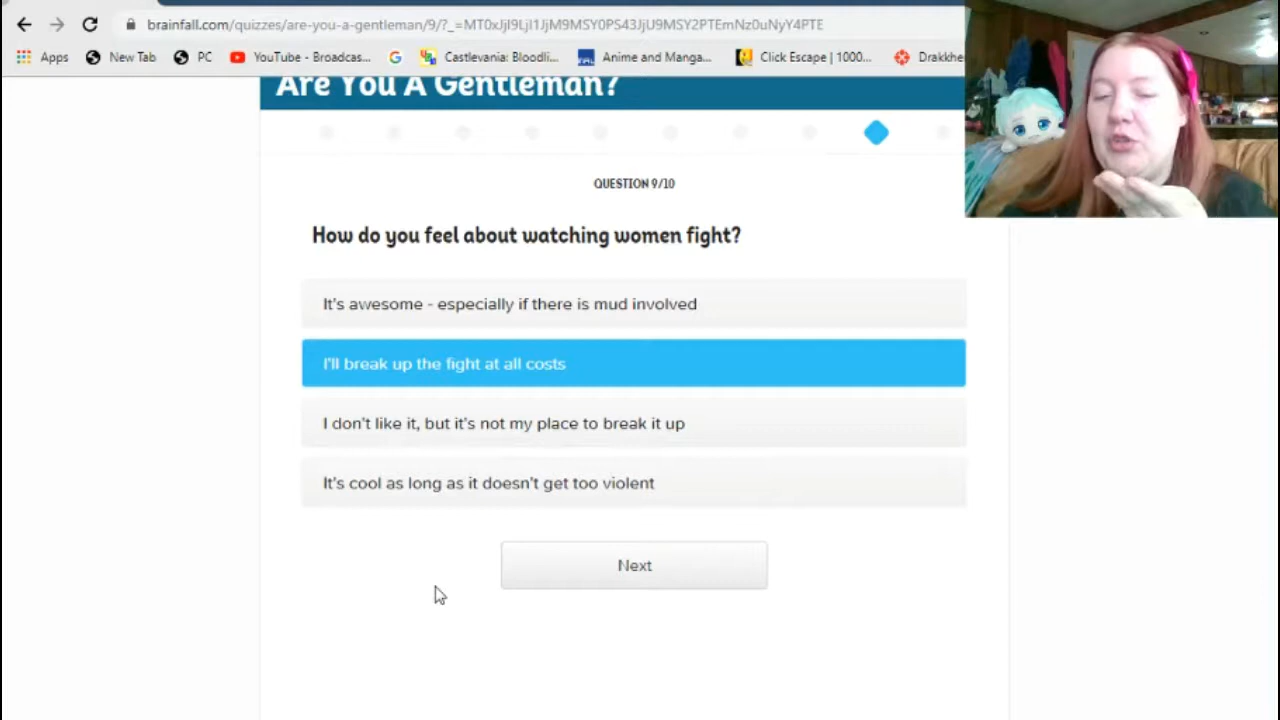 brainfall.com/quizzes/are-you-a-gentleman/9/?_=MT0xJjI9LjI1JjM9MSY0PS43JjU9MSY2PTEmNz0uNyY4PTE
Apps New Tab PC YouTube - Broadcas... Castlevania: Bloodli... Anime and Manga... Click Escape | 1000... Drakkhe
Are You A Gentleman?
QUESTION 9/10
How do you feel about watching women fight?
It's awesome - especially if there is mud involved
I'll break up the fight at all costs
I don't like it, but it's not my place to break it up
It's cool as long as it doesn't get too violent
Next